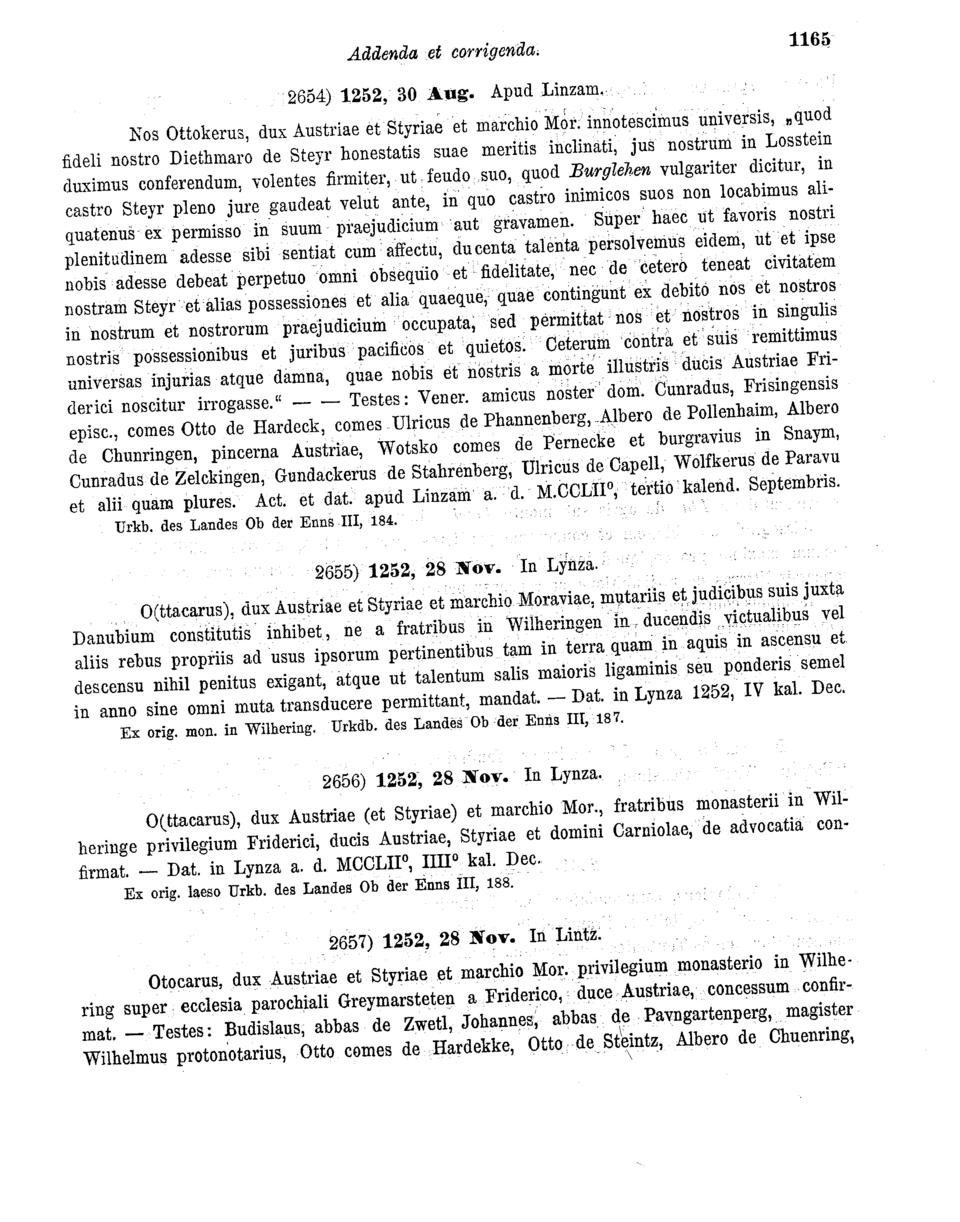 Addenda et corrigenda.
1165
2654) 1252, 30 Aug. Apud Linzam.
Nos Ottokerus, dux Austriae et Styriae et marchio Mor. innotescimus universis, „quod
fideli nostro Diethmaro de Steyr honestatis suae meritis inclinati, jus nostrum in Losstein
duximus conferendum, volentes firmiter, ut feudo suo, quod Burglehen vulgariter dicitur, in
castro Steyr pleno jure gaudeat velut ante, in quo castro inimicos suos non locabimus ali-
quatenus ex permisso in suum praejudicium aut gravamen. Super haec ut favoris nostri
plenitudinem adesse sibi sentiat cum affectu, ducenta talenta persolvemus eidem, ut et ipse
nobis adesse debeat perpetuo omni obsequio et fidelitate, nec de cetero teneat civitatem
nostram Steyr et alias possessiones et alia quaeque, quae contingunt ex debito nos et nostros
in nostrum et nostrorum praejudicium occupata, sed permittat nos et nostros in singulis
nostris possessionibus et juribus pacificos et quietos. Ceterum contra et suis remittimus
universas injurias atque damna, quae nobis et nostris a morte illustris ducis Austriae Fri-
derici noscitur irrogasse.“ — — Testes: Vener. amicus noster dom. Cunradus, Frisingensis
episc., comes Otto de Hardeck, comes Ulricus de Phannenberg, Albero de Pollenhaim, Albero
de Chunringen, pincerna Austriae, Wotsko comes de Pernecke et burgravius in Snaym,
Cunradus de Zelckingen, Gundackerus de Stahrenberg, Ulricus de Capell, Wolfkerus de Paravu
et alii quam plures. Act. et dat. apud Linzam a. d. M.CCLIIº, tertio kalend. Septembris.
Urkb. des Landes Ob der Enns III, 184.
2655) 1252, 28 Nov. In Lynza.
O(ttacarus), dux Austriae et Styriae et marchio Moraviae, mutariis et judicibus suis juxta
Danubium constitutis inhibet, ne a fratribus in Wilheringen in ducendis victualibus vel
aliis rebus propriis ad usus ipsorum pertinentibus tam in terra quam in aquis in ascensu et
descensu nihil penitus exigant, atque ut talentum salis maioris ligaminis seu ponderis semel
in anno sine omni muta transducere permittant, mandat. — Dat. in Lynza 1252, IV kal. Dec.
Ex orig. mon. in Wilhering. Urkdb. des Landes Ob der Enns III, 187.
2656) 1252, 28 Nov. In Lynza.
O(ttacarus), dux Austriae (et Styriae) et marchio Mor., fratribus monasterii in Wil-
heringe privilegium Friderici, ducis Austriae, Styriae et domini Carniolae, de advocatia con-
firmat. — Dat. in Lynza a. d. MCCLIIº, IIIIº kal. Dec.
Ex orig. laeso Urkb. des Landes Ob der Enns III, 188.
2657) 1252, 28 Nov. In Lintz.
Otocarus, dux Austriae et Styriae et marchio Mor. privilegium monasterio in Wilhe-
ring super ecclesia parochiali Greymarsteten a Friderico, duce Austriae, concessum confir-
mat. — Testes: Budislaus, abbas de Zwetl, Johannes, abbas de Pavngartenperg, magister
Wilhelmus protonotarius, Otto comes de Hardekke, Otto de Steintz, Albero de Chuenring,